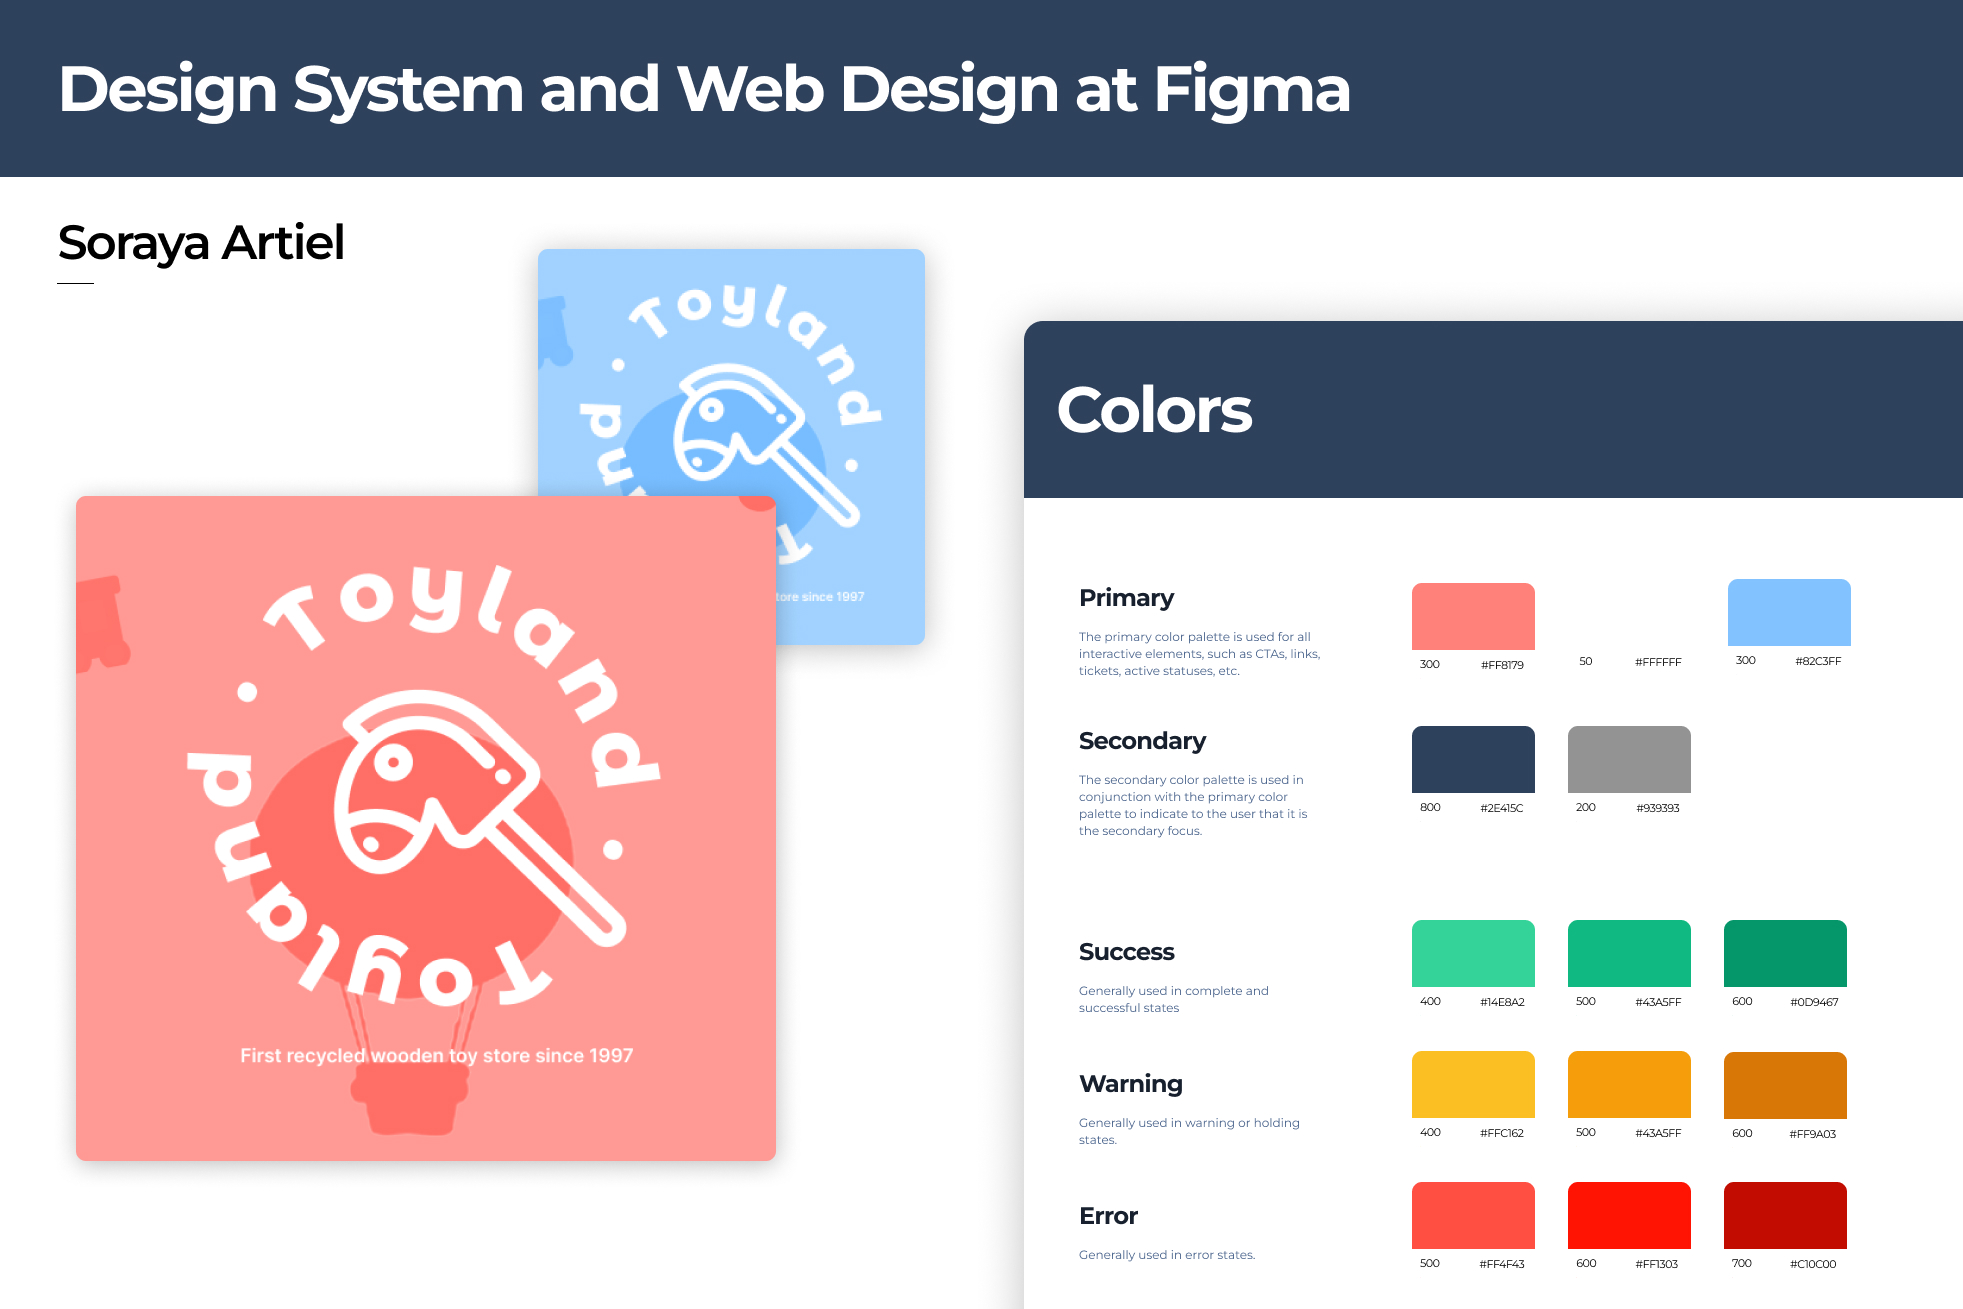 Design System and Web Design at Figma
Soraya Artiel
Toyland
Toyland
tore since 1997
Toyland
Toyland
First recycled wooden toy store since 1997
Colors
Primary
The primary color palette is used for all
interactive elements, such as CTAs, links,
tickets, active statuses, etc.
300 #FF8179
50 #FFFFFF
300 #82C3FF
Secondary
The secondary color palette is used in
conjunction with the primary color
palette to indicate to the user that it is
the secondary focus.
800 #2E415C
200 #939393
Success
Generally used in complete and
successful states
400 #14E8A2
500 #43A5FF
600 #0D9467
Warning
Generally used in warning or holding
states.
400 #FFC162
500 #43A5FF
600 #FF9A03
Error
Generally used in error states.
500 #FF4F43
600 #FF1303
700 #C10C00